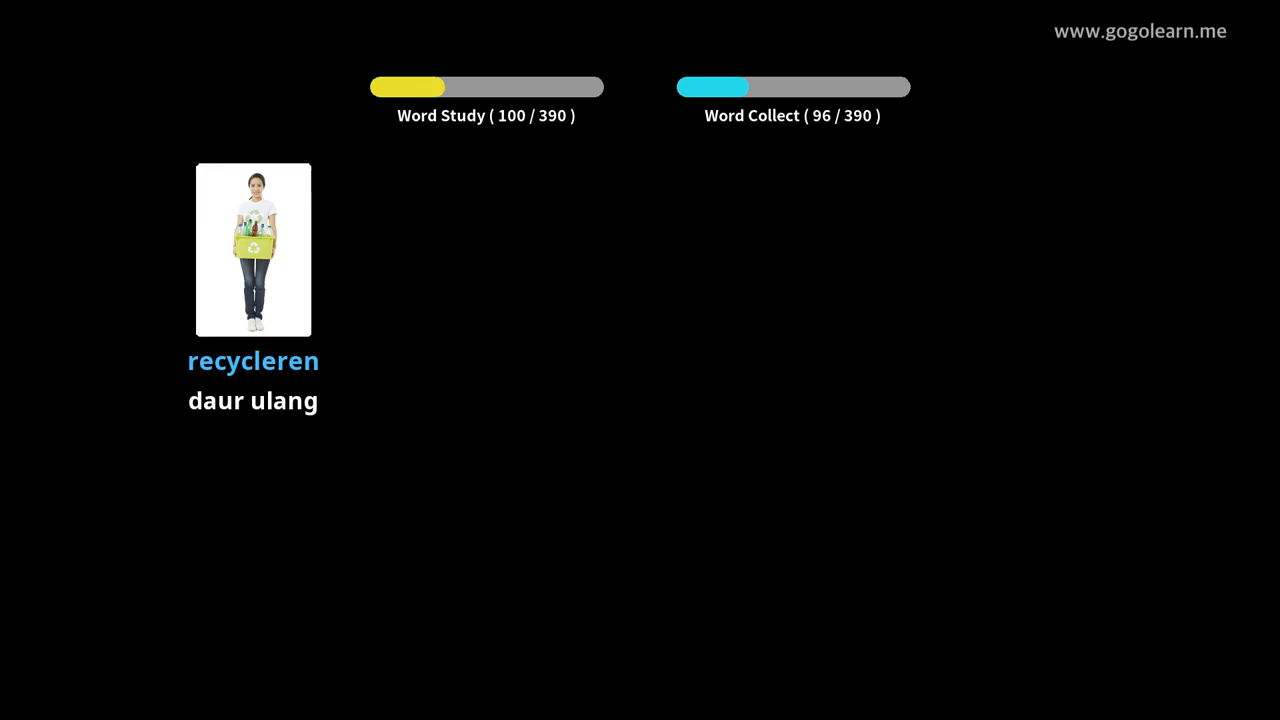 www.gogolearn.me
Word Study ( 100 / 390 )
Word Collect ( 96 / 390 )
recycleren
daur ulang